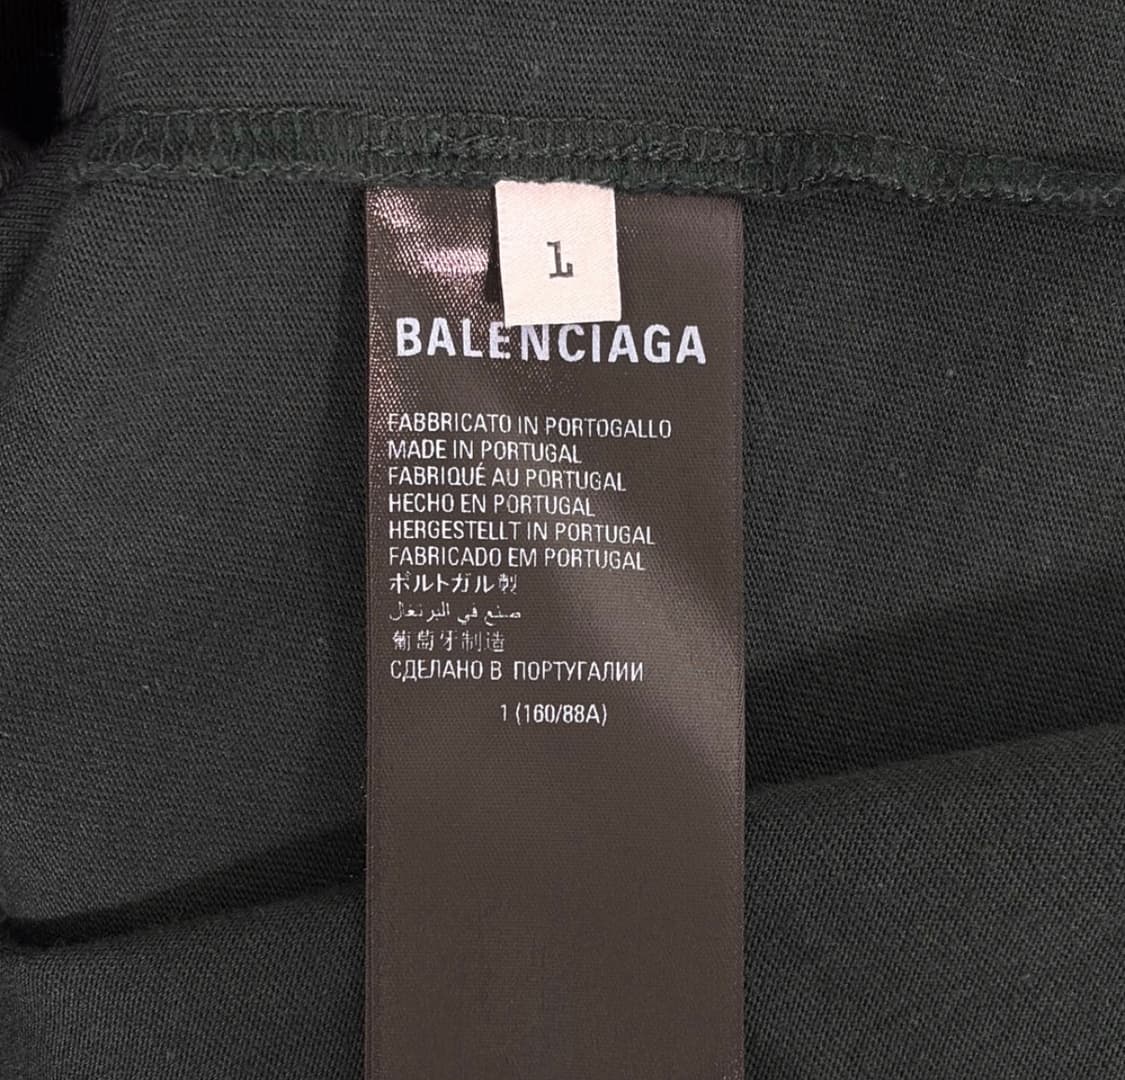 1
BALENCIAGA
FABBRICATO IN PORTOGALLO
MADE IN PORTUGAL
FABRIQUÉ AU PORTUGAL
HECHO EN PORTUGAL
HERGESTELLT IN PORTUGAL
FABRICADO EM PORTUGAL
ポルトガル製
صنع في البرتغال
葡萄牙制造
СДЕЛАНО В ПОРТУГАЛИИ
1 (160/88A)